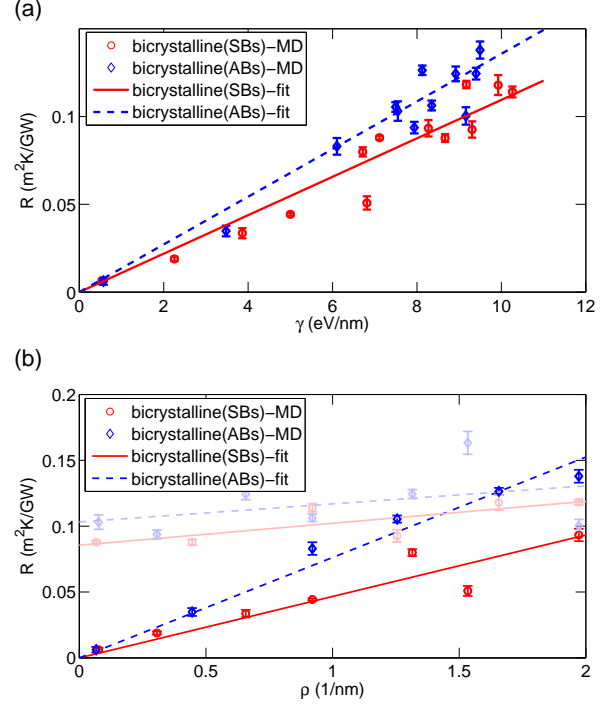 (a)
bicrystalline(SBs)−MD
bicrystalline(ABs)−MD
bicrystalline(SBs)−fit
bicrystalline(ABs)−fit
R (m²K/GW)
0.1
0.05
0
0 2 4 6 8 10 12
γ (eV/nm)
(b)
bicrystalline(SBs)−MD
bicrystalline(ABs)−MD
bicrystalline(SBs)−fit
bicrystalline(ABs)−fit
R (m²K/GW)
0.2
0.15
0.1
0.05
0
0 0.5 1 1.5 2
ρ (1/nm)